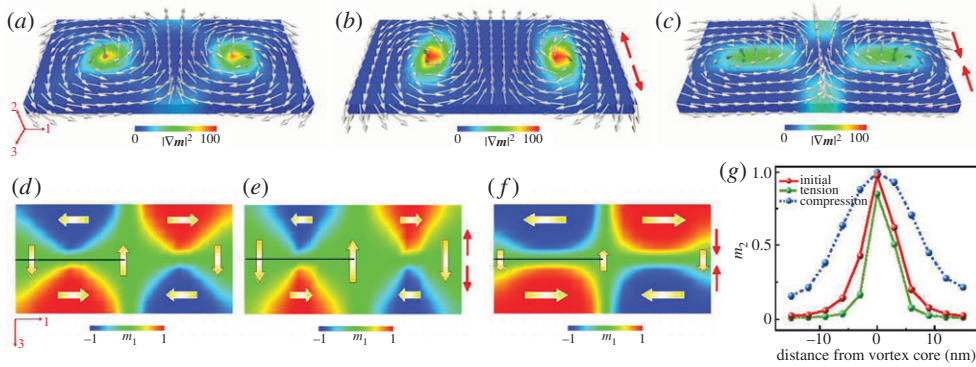 (a)
(b)
(c)
2
1
3
0 |∇m|² 100
0 |∇m|² 100
0 |∇m|² 100
(d)
(e)
(f)
(g)
1
3
−1 m₁ 1
−1 m₁ 1
−1 m₁ 1
initial
tension
compression
1.0
0.5
0
m₂
−10 0 10
distance from vortex core (nm)